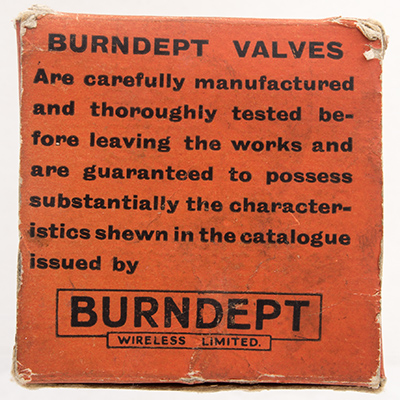 BURNDEPT VALVES
Are carefully manufactured
and thoroughly tested be-
fore leaving the works and
are guaranteed to possess
substantially the character-
istics shewn in the catalogue
issued by
BURNDEPT
WIRELESS LIMITED.